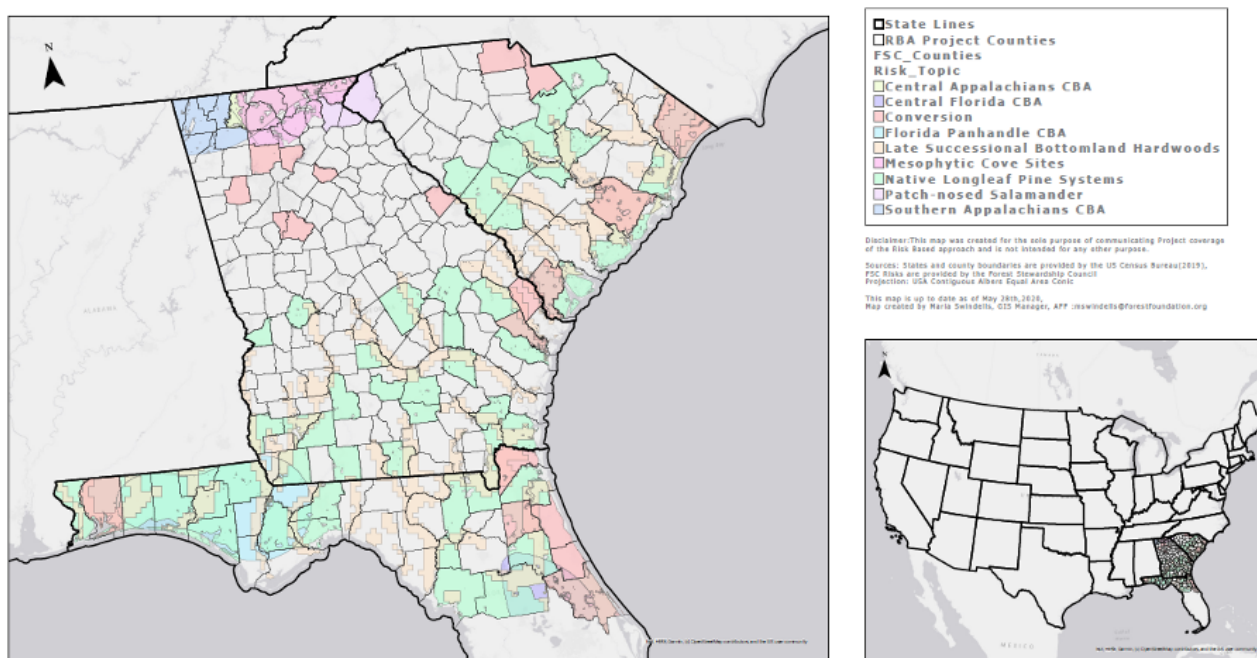 N
ALABAMA
State Lines
RBA Project Counties
FSC_Counties
Risk_Topic
Central Appalachians CBA
Central Florida CBA
Conversion
Florida Panhandle CBA
Late Successional Bottomland Hardwoods
Mesophytic Cove Sites
Native Longleaf Pine Systems
Patch-nosed Salamander
Southern Appalachians CBA
Disclaimer:This map was created for the sole purpose of communicating Project coverage
of the Risk Based approach and is not intended for any other purpose.
Sources: States and county boundaries are provided by the US Census Bureau(2019),
FSC Risks are provided by the Forest Stewardship Council
Projection: USA Contiguous Albers Equal Area Conic
This map is up to date as of May 28th,2020,
Map created by Maria Swindells, GIS Manager, AFF :mswindells@forestfoundation.org
N
MÉXICO